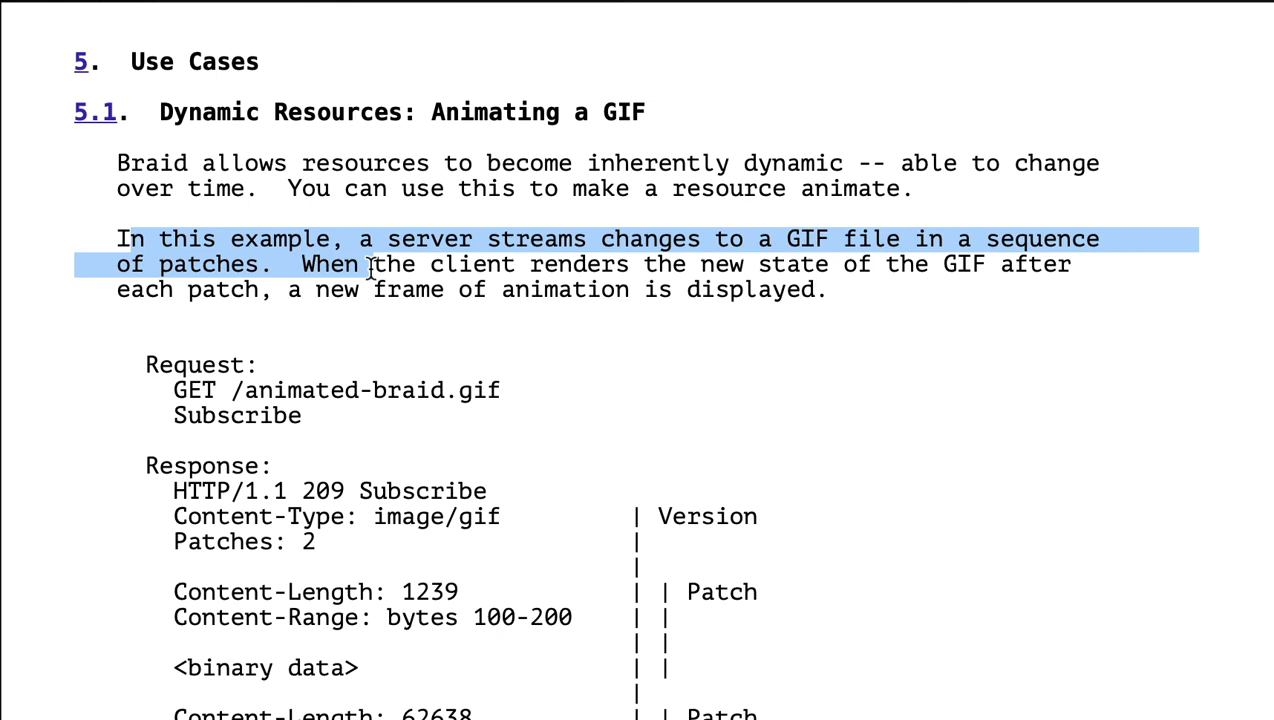 5.  Use Cases
5.1.  Dynamic Resources: Animating a GIF
Braid allows resources to become inherently dynamic -- able to change
over time.  You can use this to make a resource animate.
In this example, a server streams changes to a GIF file in a sequence
of patches.  When the client renders the new state of the GIF after
each patch, a new frame of animation is displayed.
Request:
GET /animated-braid.gif
Subscribe
Response:
HTTP/1.1 209 Subscribe
Content-Type: image/gif | Version
Patches: 2 |
|
Content-Length: 1239 | | Patch
Content-Range: bytes 100-200 | |
| |
<binary data> | |
|
Content-Length: 62638 | | Patch